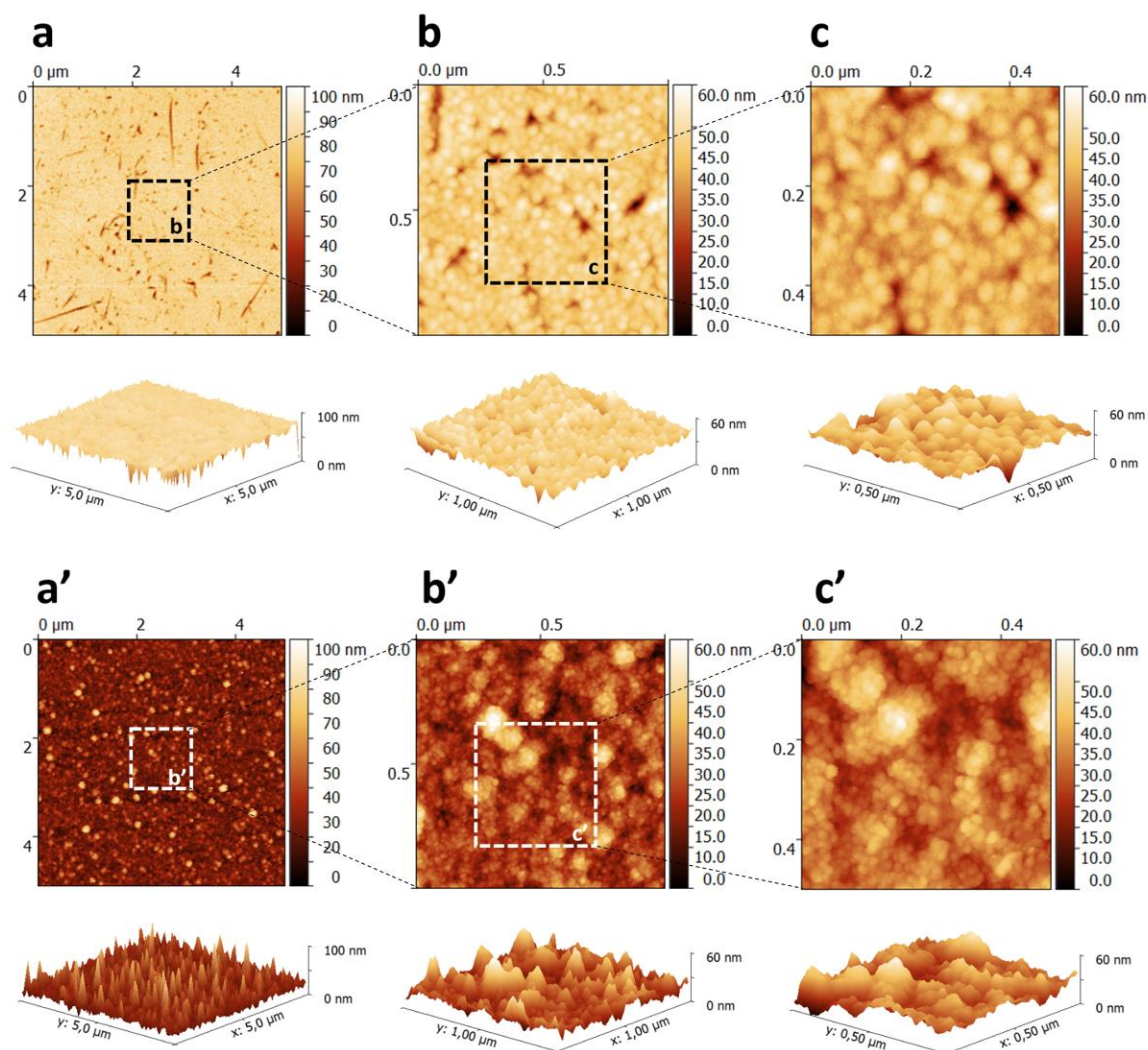 a
b
c
0 µm
2
4
0
2
4
b
100 nm
90
80
70
60
50
40
30
20
10
0
0.0 µm
0.5
0.0
0.5
c
60.0 nm
50.0
45.0
40.0
35.0
30.0
25.0
20.0
15.0
10.0
0.0
0.0 µm
0.2
0.4
0.0
0.2
0.4
60.0 nm
50.0
45.0
40.0
35.0
30.0
25.0
20.0
15.0
10.0
0.0
100 nm
0 nm
y: 5,0 µm
x: 5,0 µm
60 nm
0 nm
y: 1,00 µm
x: 1,00 µm
60 nm
0 nm
y: 0,50 µm
x: 0,50 µm
a’
b’
c’
0 µm
2
4
0
2
4
b’
100 nm
90
80
70
60
50
40
30
20
10
0
0.0 µm
0.5
0.0
0.5
c’
60.0 nm
50.0
45.0
40.0
35.0
30.0
25.0
20.0
15.0
10.0
0.0
0.0 µm
0.2
0.4
0.0
0.2
0.4
60.0 nm
50.0
45.0
40.0
35.0
30.0
25.0
20.0
15.0
10.0
0.0
100 nm
0 nm
y: 5,0 µm
x: 5,0 µm
60 nm
0 nm
y: 1,00 µm
x: 1,00 µm
60 nm
0 nm
y: 0,50 µm
x: 0,50 µm